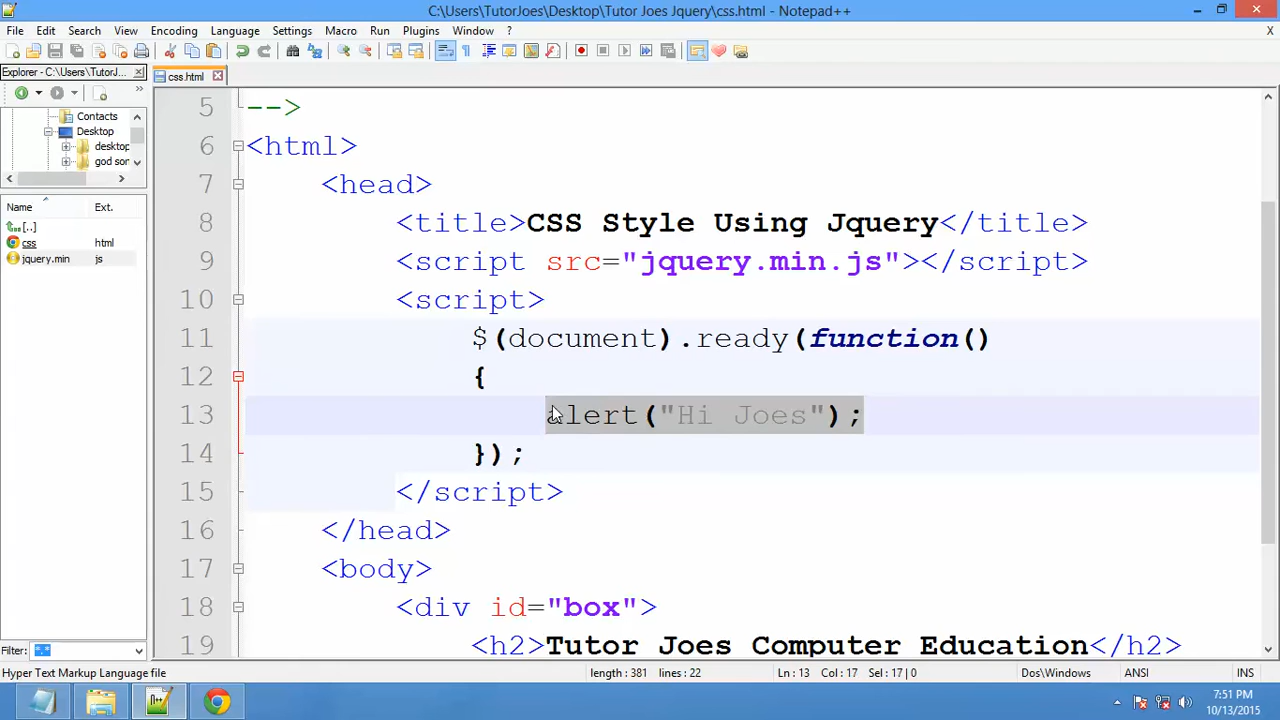 C:\Users\TutorJoes\Desktop\Tutor Joes Jquery\css.html - Notepad++
File Edit Search View Encoding Language Settings Macro Run Plugins Window ? X
Explorer - C:\Users\TutorJ...
css.html
Contacts
Desktop
desktop
god sor
Name Ext.
[..]
css html
jquery.min js
Filter: *.*
5 -->
6 <html>
7 <head>
8 <title>CSS Style Using Jquery</title>
9 <script src="jquery.min.js"></script>
10 <script>
11 $(document).ready(function()
12 {
13 alert("Hi Joes");
14 });
15 </script>
16 </head>
17 <body>
18 <div id="box">
19 <h2>Tutor Joes Computer Education</h2>
Hyper Text Markup Language file length : 381 lines : 22 Ln : 13 Col : 17 Sel : 17 | 0 Dos\Windows ANSI INS
7:51 PM
10/13/2015